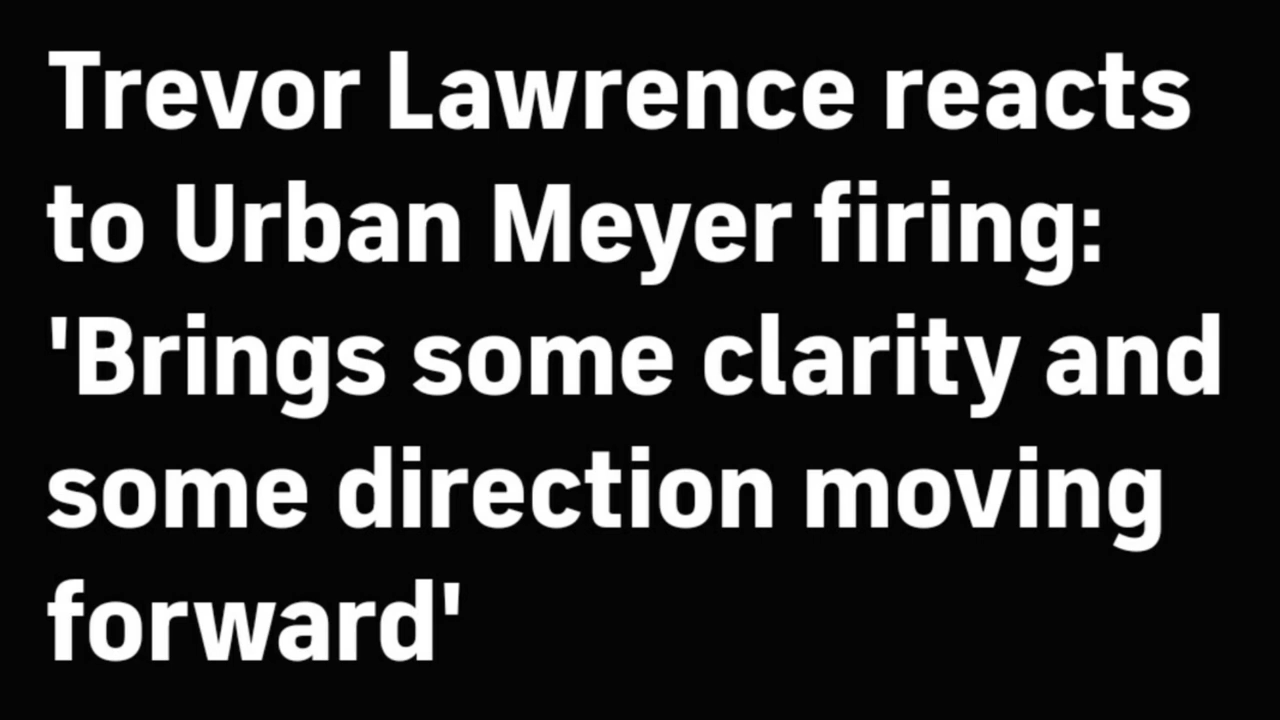 Trevor Lawrence reacts
to Urban Meyer firing:
'Brings some clarity and
some direction moving
forward'